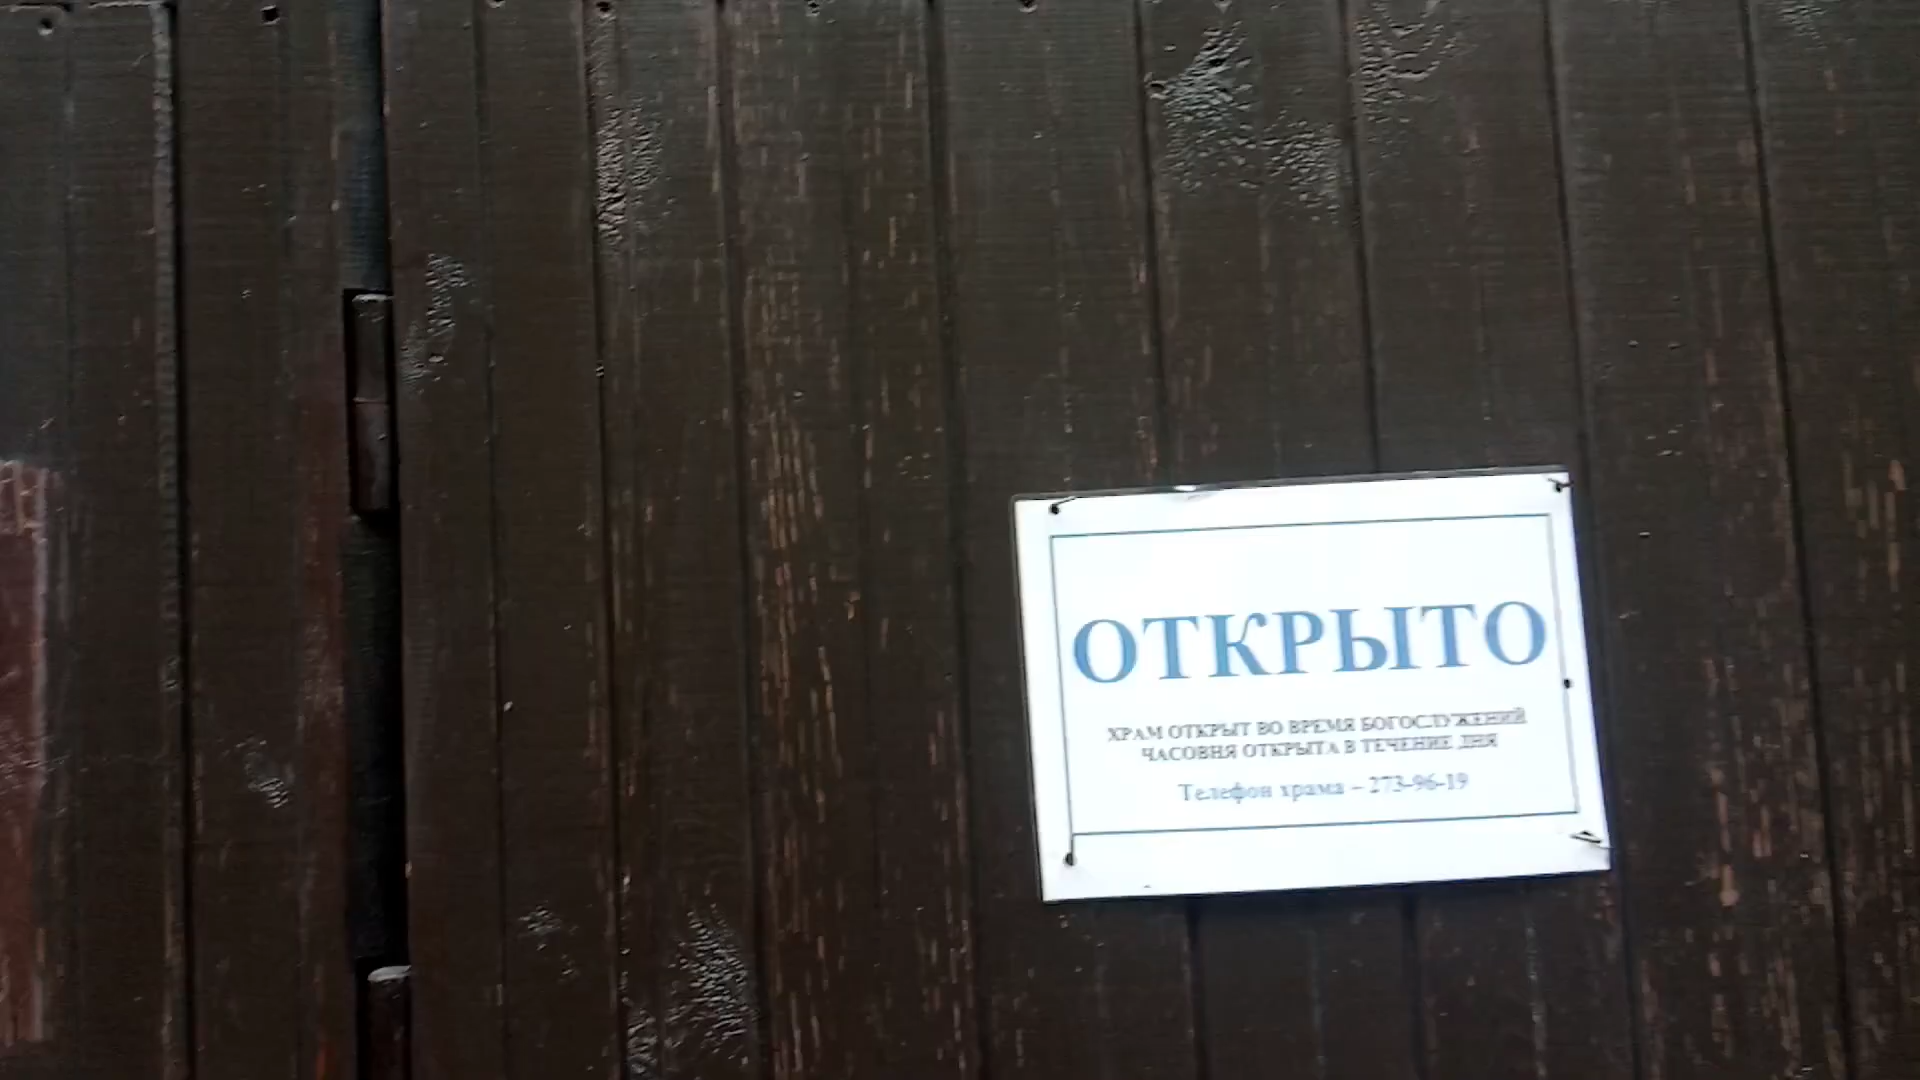 ОТКРЫТО
ХРАМ ОТКРЫТ ВО ВРЕМЯ БОГОСЛУЖЕНИЙ
ЧАСОВНЯ ОТКРЫТА В ТЕЧЕНИЕ ДНЯ
Телефон храма – 273-96-19